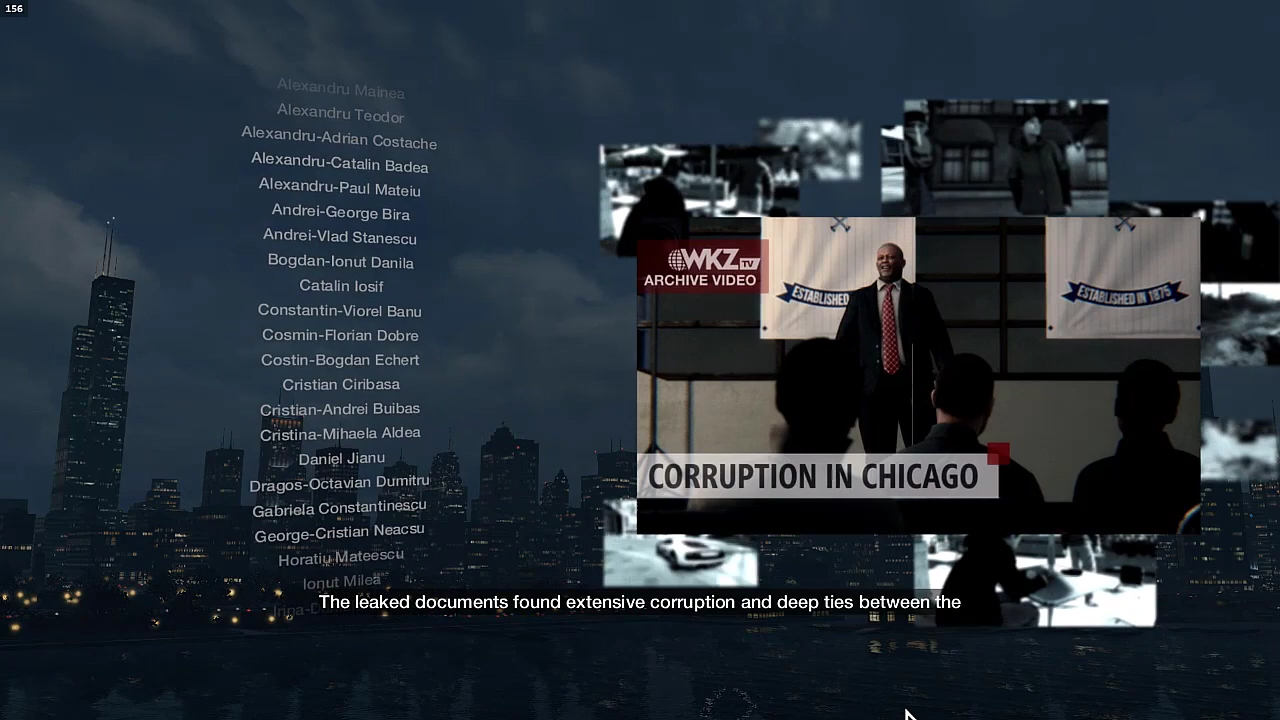 156
Alexandru Mainea
Alexandru Teodor
Alexandru-Adrian Costache
Alexandru-Catalin Badea
Alexandru-Paul Mateiu
Andrei-George Bira
Andrei-Vlad Stanescu
Bogdan-Ionut Danila
Catalin Iosif
Constantin-Viorel Banu
Cosmin-Florian Dobre
Costin-Bogdan Echert
Cristian Ciribasa
Cristian-Andrei Buibas
Cristina-Mihaela Aldea
Daniel Jianu
Dragos-Octavian Dumitru
Gabriela Constantinescu
George-Cristian Neacsu
Horatiu Mateescu
Ionut Milea
WKZ TV
ARCHIVE VIDEO
ESTABLISHED
ESTABLISHED IN 1875
CORRUPTION IN CHICAGO
The leaked documents found extensive corruption and deep ties between the